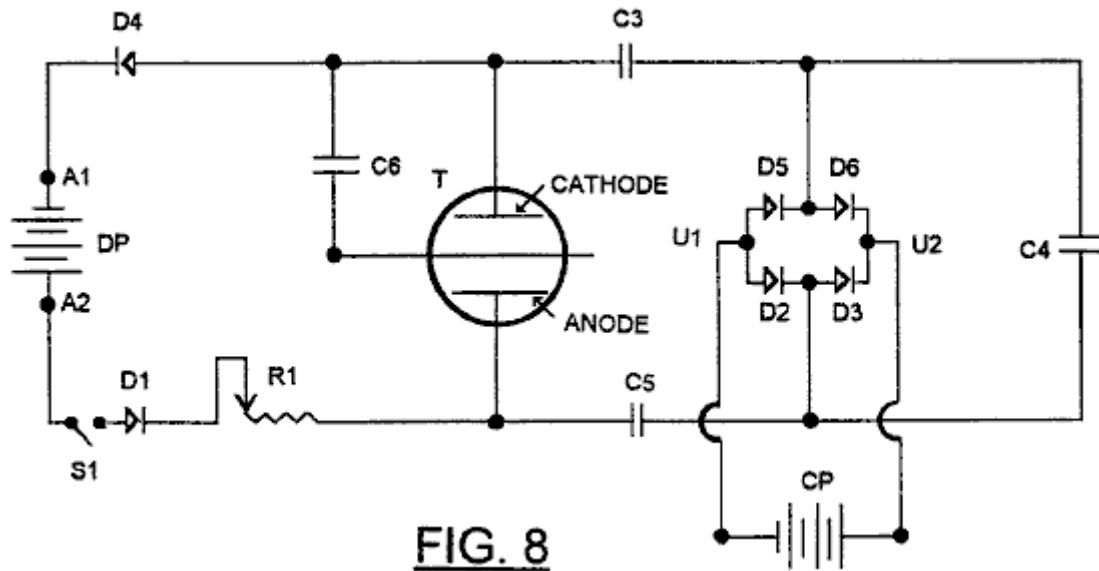 D4
C3
A1
C6
T
CATHODE
D5
D6
DP
U1
U2
C4
A2
ANODE
D2
D3
D1
R1
C5
S1
CP
FIG. 8